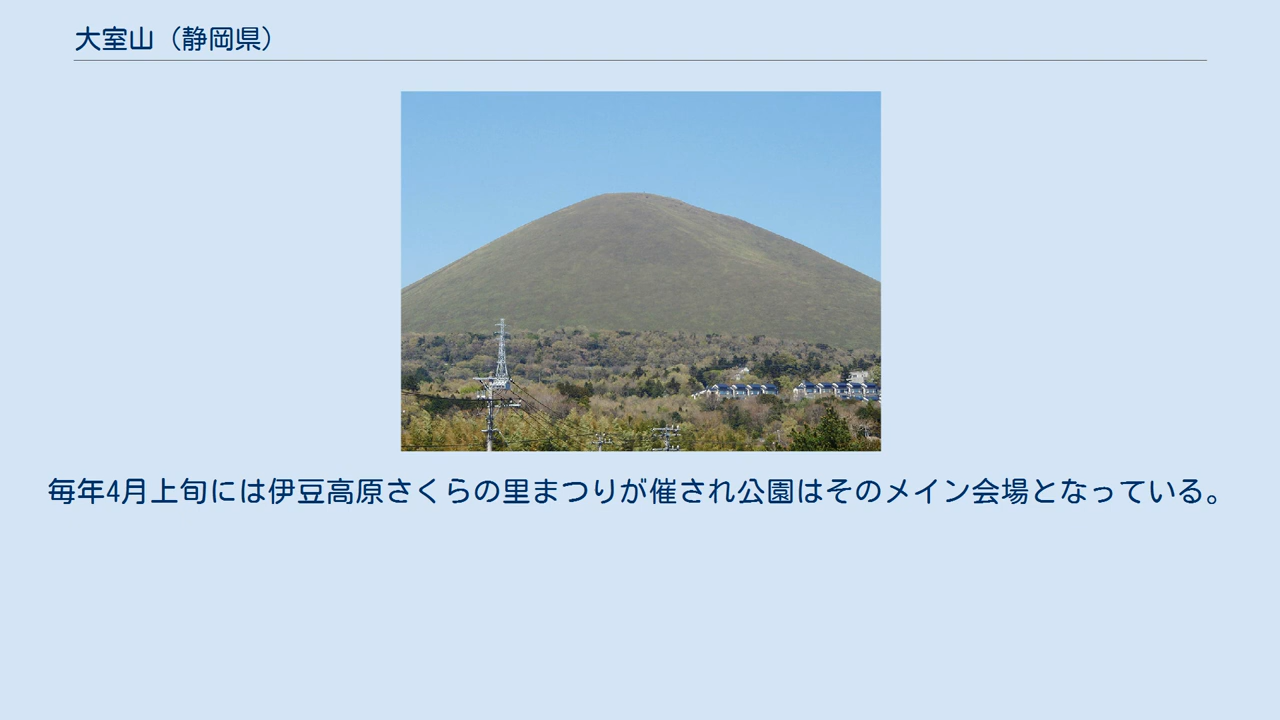 大室山（静岡県）
毎年4月上旬には伊豆高原さくらの里まつりが催され公園はそのメイン会場となっている。